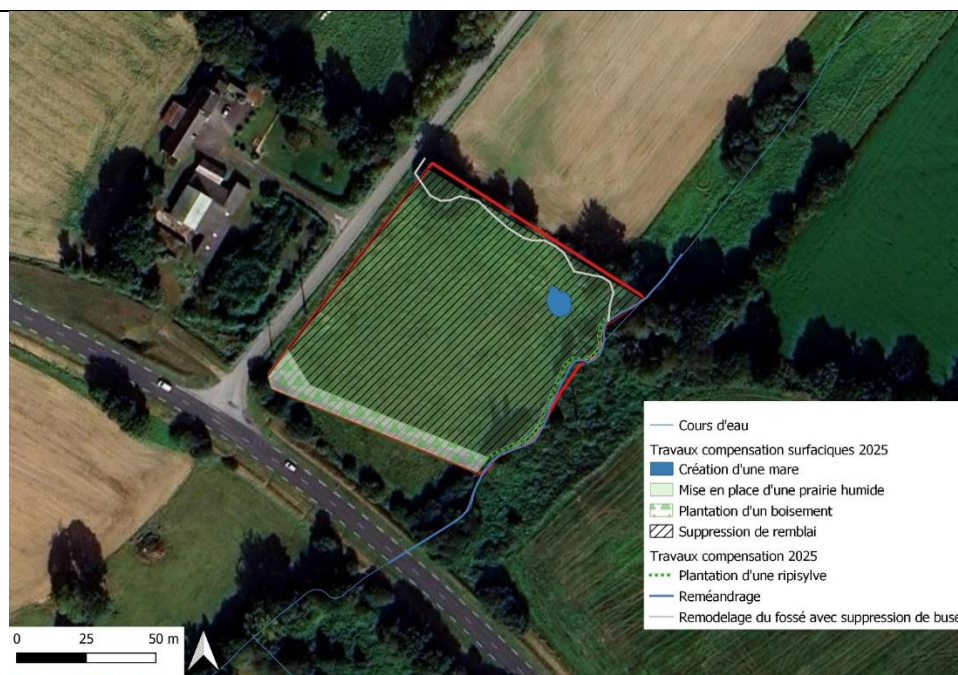 Cours d'eau
Travaux compensation surfaciques 2025
Création d'une mare
Mise en place d'une prairie humide
Plantation d'un boisement
Suppression de remblai
Travaux compensation 2025
Plantation d'une ripisylve
Reméandrage
Remodelage du fossé avec suppression de buse
0 25 50 m